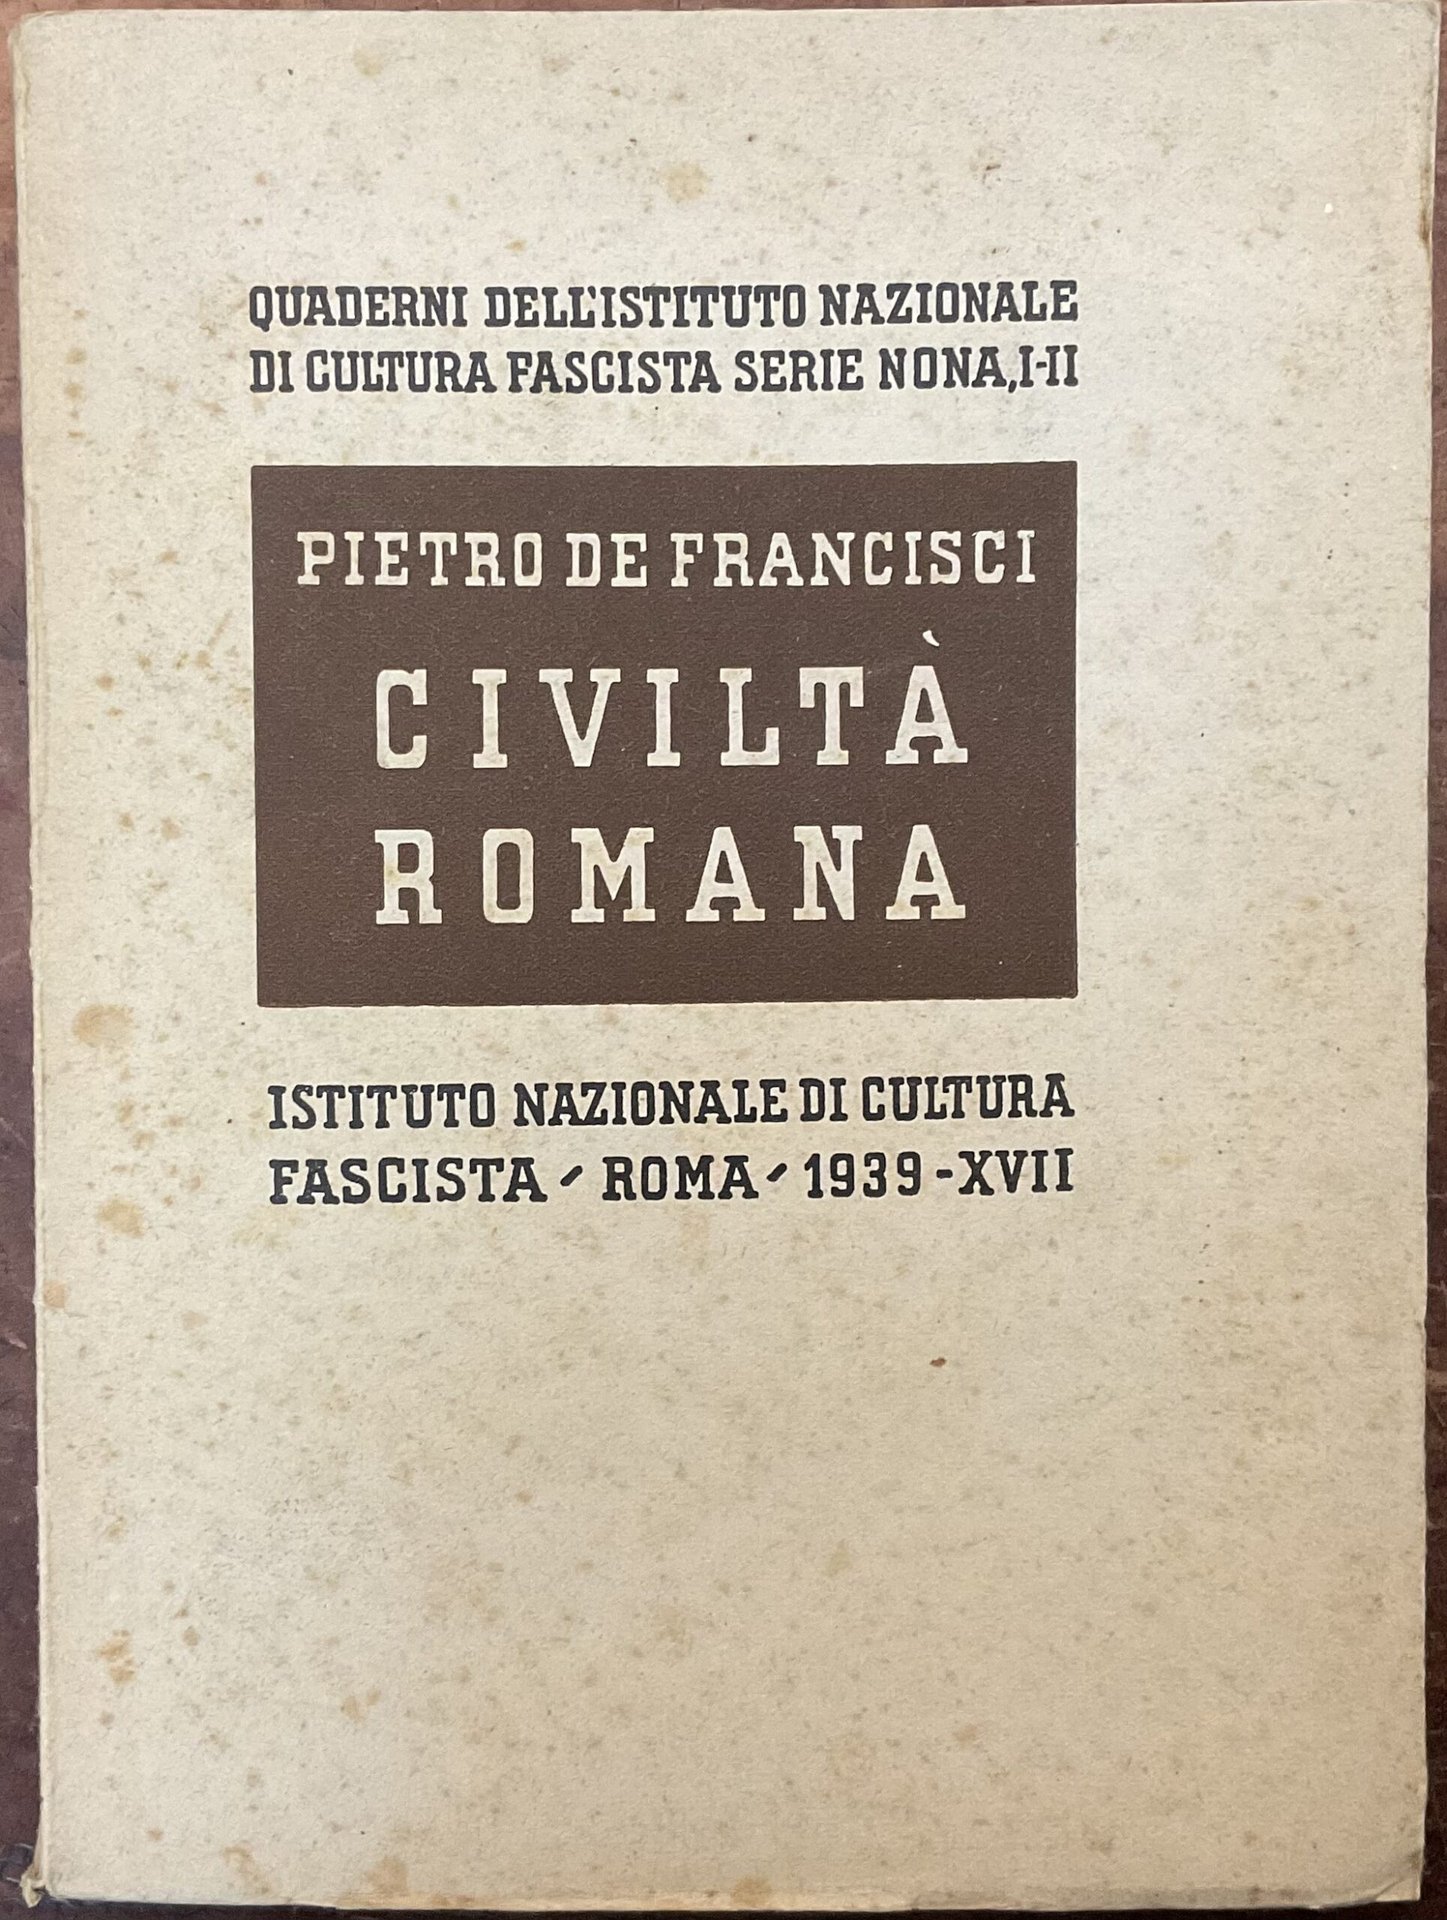 QUADERNI DELL'ISTITUTO NAZIONALE
DI CULTURA FASCISTA SERIE NONA, I-II
PIETRO DE FRANCISCI
CIVILTÀ
ROMANA
ISTITUTO NAZIONALE DI CULTURA
FASCISTA - ROMA - 1939 - XVII